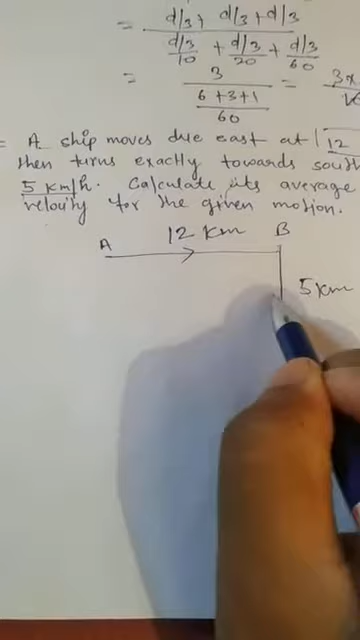 = d/3 + d/3 + d/3
d/3/10 + d/3/20 + d/3/60
= 3 = 3x
6 + 3 + 1
60
= A ship moves due east at 12
then turns exactly towards south
5 km/h. Calculate its average
velouity for the given motion.
A 12 Km B
5 Km